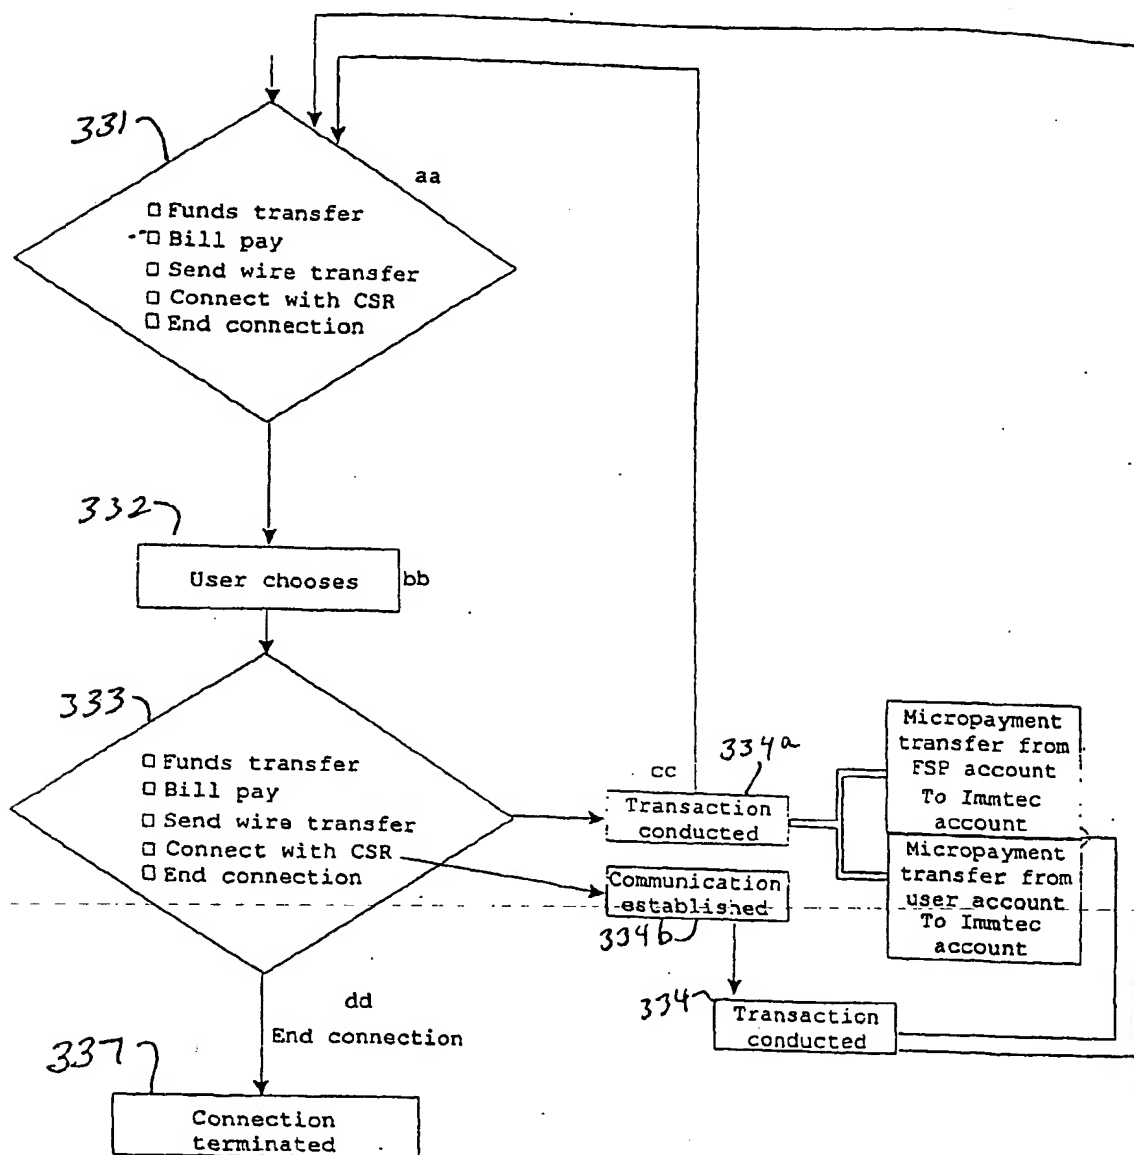 331
aa
□ Funds transfer
□ Bill pay
□ Send wire transfer
□ Connect with CSR
□ End connection
332
User chooses
bb
333
□ Funds transfer
□ Bill pay
□ Send wire transfer
□ Connect with CSR
□ End connection
cc
334a
Transaction
conducted
Micropayment
transfer from
FSP account
To Immtec
account
Micropayment
transfer from
user account
To Immtec
account
Communication
established
334b
334
Transaction
conducted
dd
End connection
337
Connection
terminated